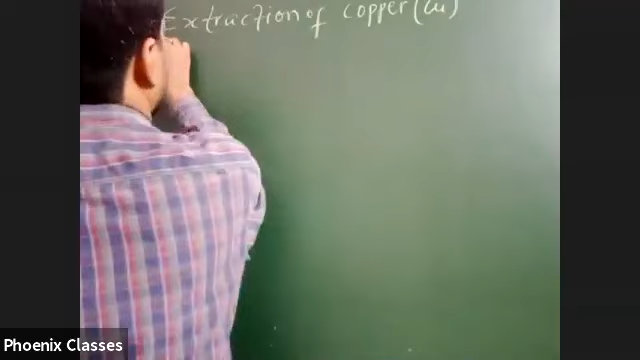 Extraction of copper (Cu)
Phoenix Classes